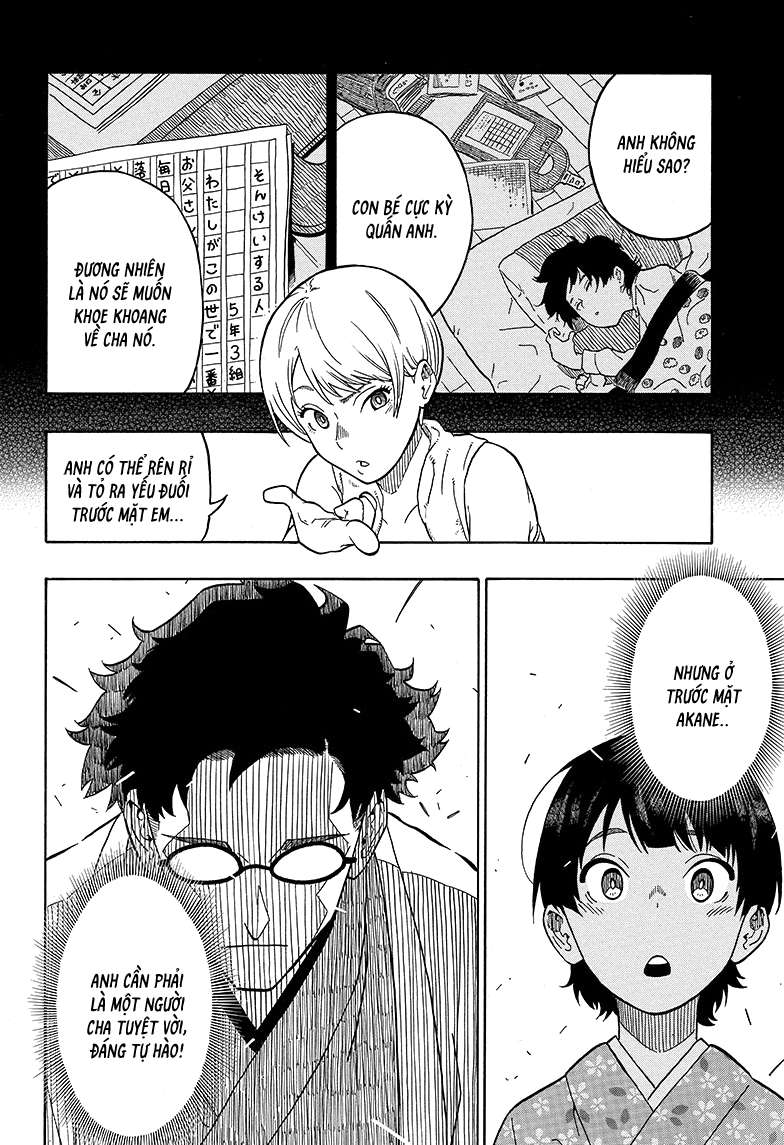 ANH KHÔNG
HIỂU SAO?
CON BÉ CỰC KỲ
QUẤN ANH.
そんけいする人
5年3組
わたしがこの世で一番
お父さん
毎日
落
ĐƯƠNG NHIÊN
LÀ NÓ SẼ MUỐN
KHOE KHOANG
VỀ CHA NÓ.
ANH CÓ THỂ RÊN RỈ
VÀ TỎ RA YẾU ĐUỐI
TRƯỚC MẶT EM...
NHƯNG Ở
TRƯỚC MẶT
AKANE..
ANH CẦN PHẢI
LÀ MỘT NGƯỜI
CHA TUYỆT VỜI,
ĐÁNG TỰ HÀO!